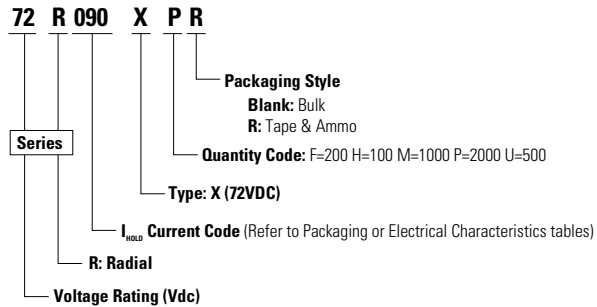 72 R 090 X P R
Packaging Style
Blank: Bulk
R: Tape & Ammo
Series
Quantity Code: F=200 H=100 M=1000 P=2000 U=500
Type: X (72VDC)
IHOLD Current Code (Refer to Packaging or Electrical Characteristics tables)
R: Radial
Voltage Rating (Vdc)